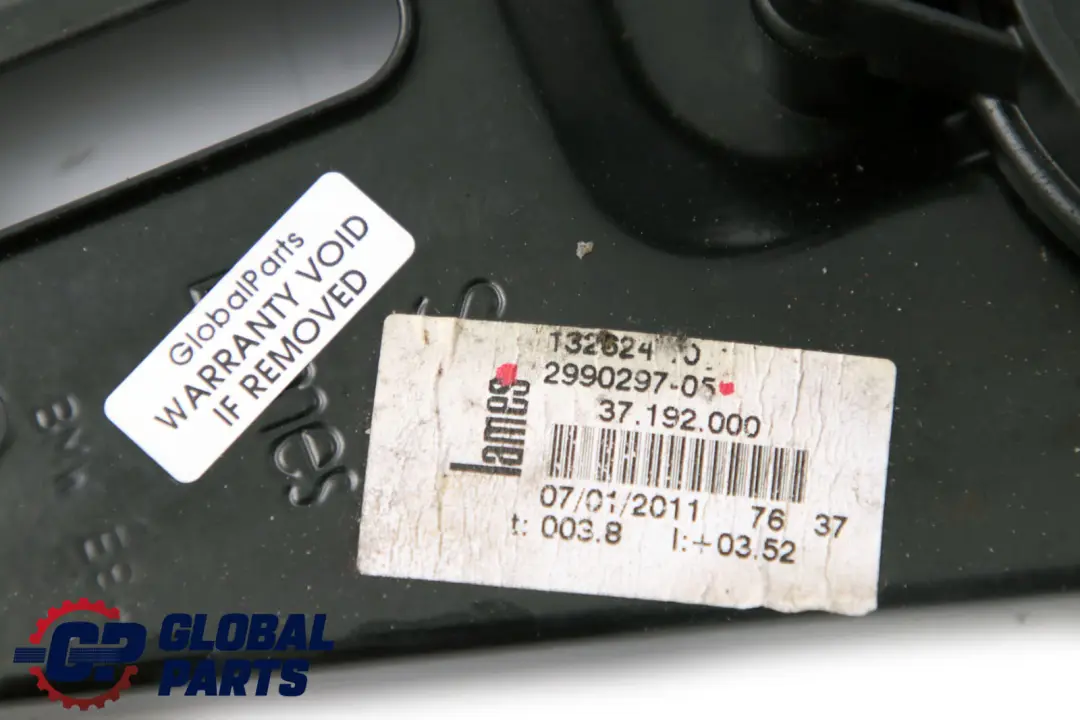 GlobalParts
WARRANTY VOID
IF REMOVED
lames
2990297-05
37.192.000
07/01/2011 76 37
t: 003.8 l:+03.52
GP GLOBAL
PARTS